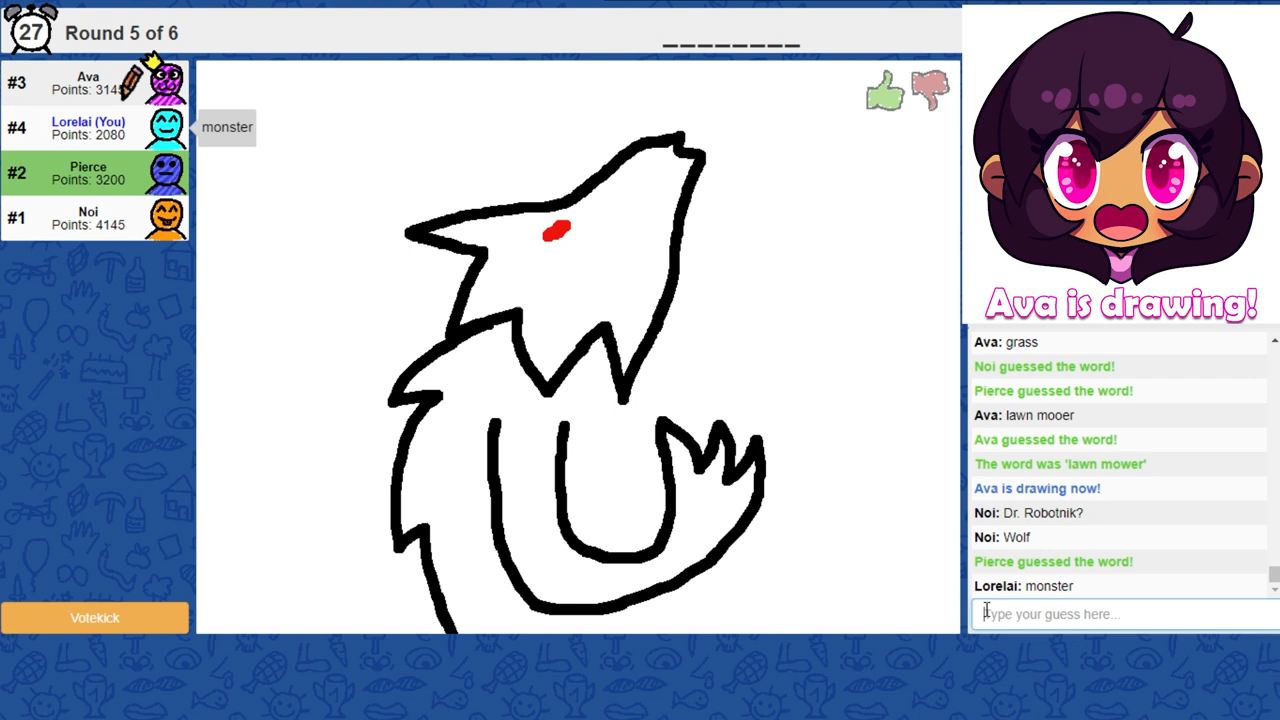 27
Round 5 of 6
________
#3
Ava
Points: 314
#4
Lorelai (You)
Points: 2080
monster
#2
Pierce
Points: 3200
#1
Noi
Points: 4145
Votekick
Ava is drawing!
Ava: grass
Noi guessed the word!
Pierce guessed the word!
Ava: lawn mooer
Ava guessed the word!
The word was 'lawn mower'
Ava is drawing now!
Noi: Dr. Robotnik?
Noi: Wolf
Pierce guessed the word!
Lorelai: monster
Type your guess here...